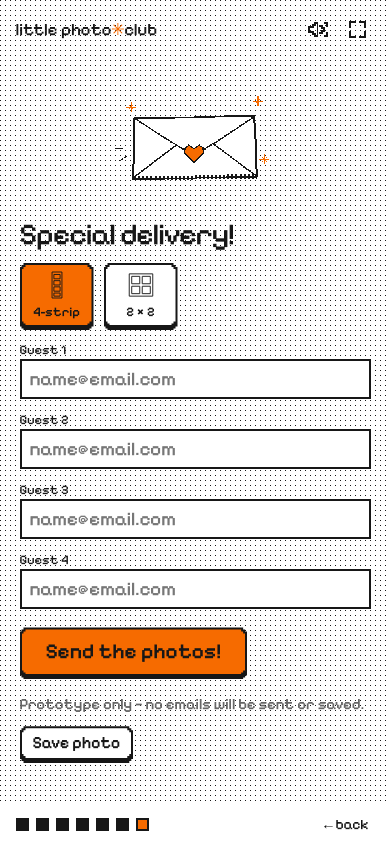 little photo✳club
Special delivery!
4-strip
2 × 2
Guest 1
name@email.com
Guest 2
name@email.com
Guest 3
name@email.com
Guest 4
name@email.com
Send the photos!
Prototype only – no emails will be sent or saved.
Save photo
←back